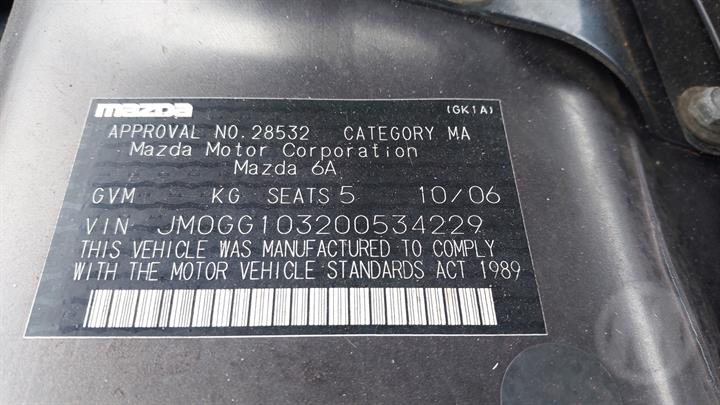 mazda (GK1A)
APPROVAL NO. 28532 CATEGORY MA
Mazda Motor Corporation
Mazda 6A
GVM KG SEATS 5 10/06
VIN JM0GG103200534229
THIS VEHICLE WAS MANUFACTURED TO COMPLY
WITH THE MOTOR VEHICLE STANDARDS ACT 1989